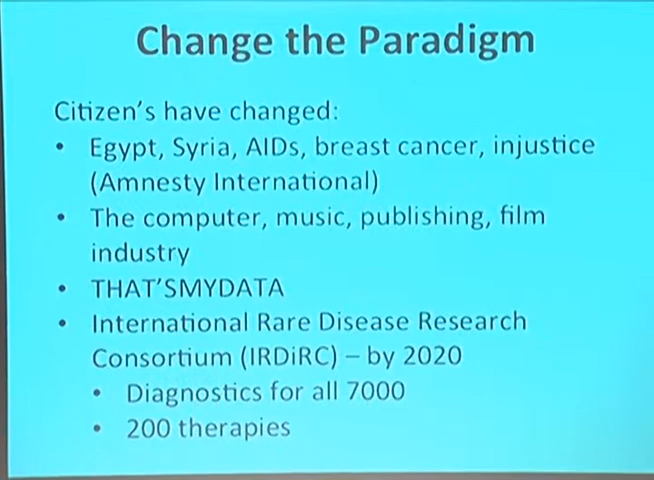 Change the Paradigm
Citizen's have changed:
• Egypt, Syria, AIDs, breast cancer, injustice
(Amnesty International)
• The computer, music, publishing, film
industry
• THAT'SMYDATA
• International Rare Disease Research
Consortium (IRDiRC) – by 2020
• Diagnostics for all 7000
• 200 therapies